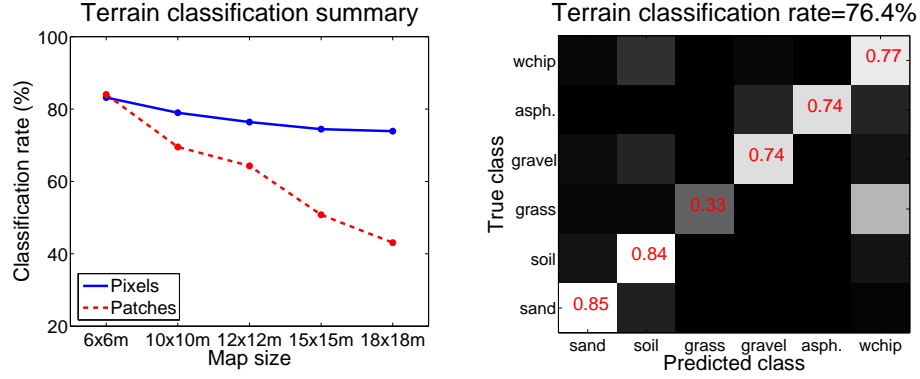 Terrain classification summary
Classification rate (%)
100
80
60
40
20
Pixels
Patches
6x6m 10x10m 12x12m 15x15m 18x18m
Map size
Terrain classification rate=76.4%
True class
wchip
asph.
gravel
grass
soil
sand
0.77
0.74
0.74
0.33
0.84
0.85
sand soil grass gravel asph. wchip
Predicted class